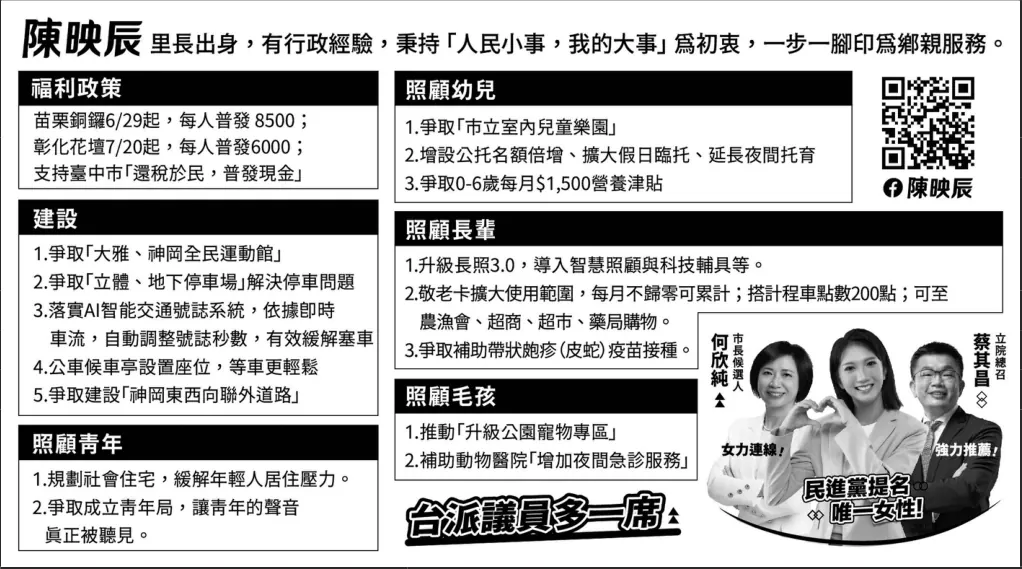 陳映辰 里長出身，有行政經驗，秉持「人民小事，我的大事」為初衷，一步一腳印為鄉親服務。
福利政策
苗栗銅鑼6/29起，每人普發 8500；
彰化花壇7/20起，每人普發6000；
支持臺中市「還稅於民，普發現金」
建設
1.爭取「大雅、神岡全民運動館」
2.爭取「立體、地下停車場」解決停車問題
3.落實AI智能交通號誌系統，依據即時
車流，自動調整號誌秒數，有效緩解塞車
4.公車候車亭設置座位，等車更輕鬆
5.爭取建設「神岡東西向聯外道路」
照顧青年
1.規劃社會住宅，緩解年輕人居住壓力。
2.爭取成立青年局，讓青年的聲音
真正被聽見。
照顧幼兒
1.爭取「市立室內兒童樂園」
2.增設公托名額倍增、擴大假日臨托、延長夜間托育
3.爭取0-6歲每月$1,500營養津貼
陳映辰
照顧長輩
1.升級長照3.0，導入智慧照顧與科技輔具等。
2.敬老卡擴大使用範圍，每月不歸零可累計；搭計程車點數200點；可至
農漁會、超商、超市、藥局購物。
3.爭取補助帶狀皰疹（皮蛇）疫苗接種。
照顧毛孩
1.推動「升級公園寵物專區」
2.補助動物醫院「增加夜間急診服務」
台派議員多一席
市長候選人
何欣純
立院總召
蔡其昌
女力連線!
強力推薦!
民進黨提名
唯一女性!